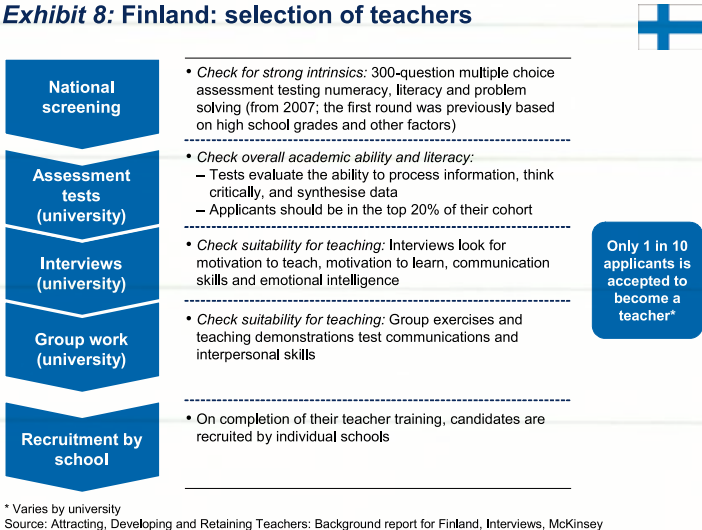 Exhibit 8: Finland: selection of teachers
National
screening
• Check for strong intrinsics: 300-question multiple choice
assessment testing numeracy, literacy and problem
solving (from 2007; the first round was previously based
on high school grades and other factors)
Assessment
tests
(university)
• Check overall academic ability and literacy:
– Tests evaluate the ability to process information, think
critically, and synthesise data
– Applicants should be in the top 20% of their cohort
Interviews
(university)
• Check suitability for teaching: Interviews look for
motivation to teach, motivation to learn, communication
skills and emotional intelligence
Group work
(university)
• Check suitability for teaching: Group exercises and
teaching demonstrations test communications and
interpersonal skills
Recruitment by
school
• On completion of their teacher training, candidates are
recruited by individual schools
Only 1 in 10
applicants is
accepted to
become a
teacher*
* Varies by university
Source: Attracting, Developing and Retaining Teachers: Background report for Finland, Interviews, McKinsey